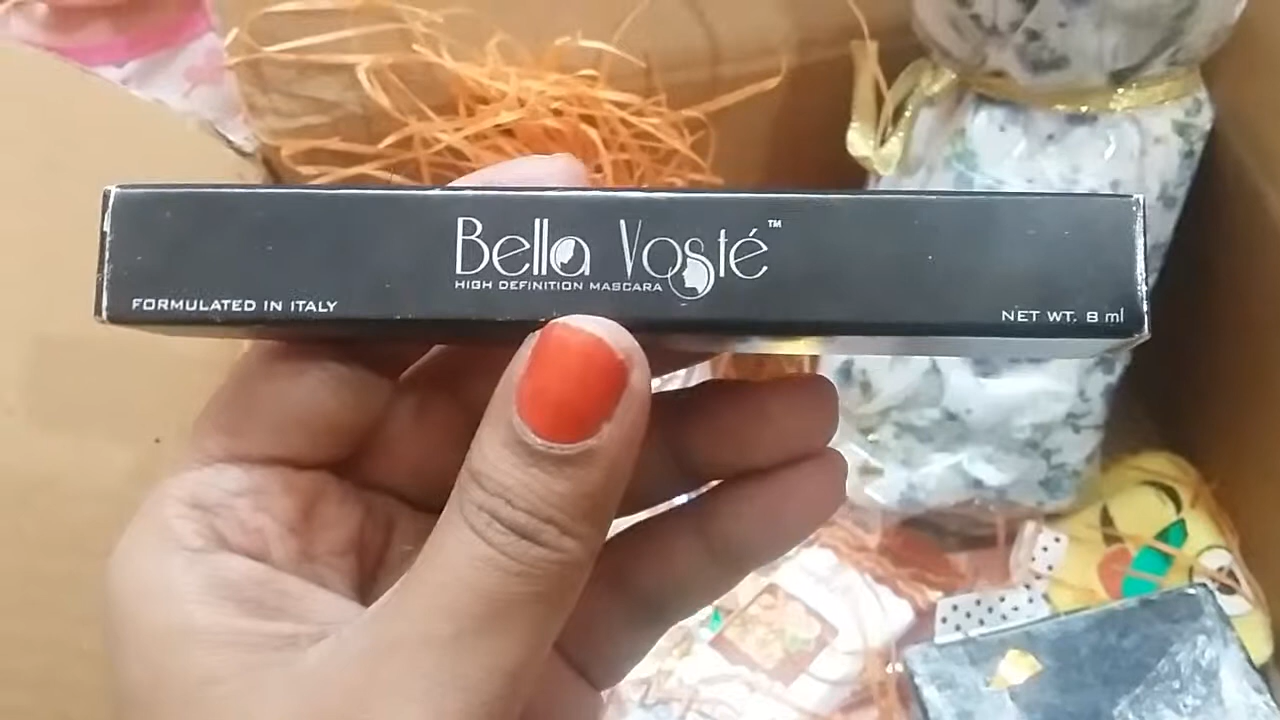 Bella Vosté™
HIGH DEFINITION MASCARA
FORMULATED IN ITALY
NET WT. 8 ml